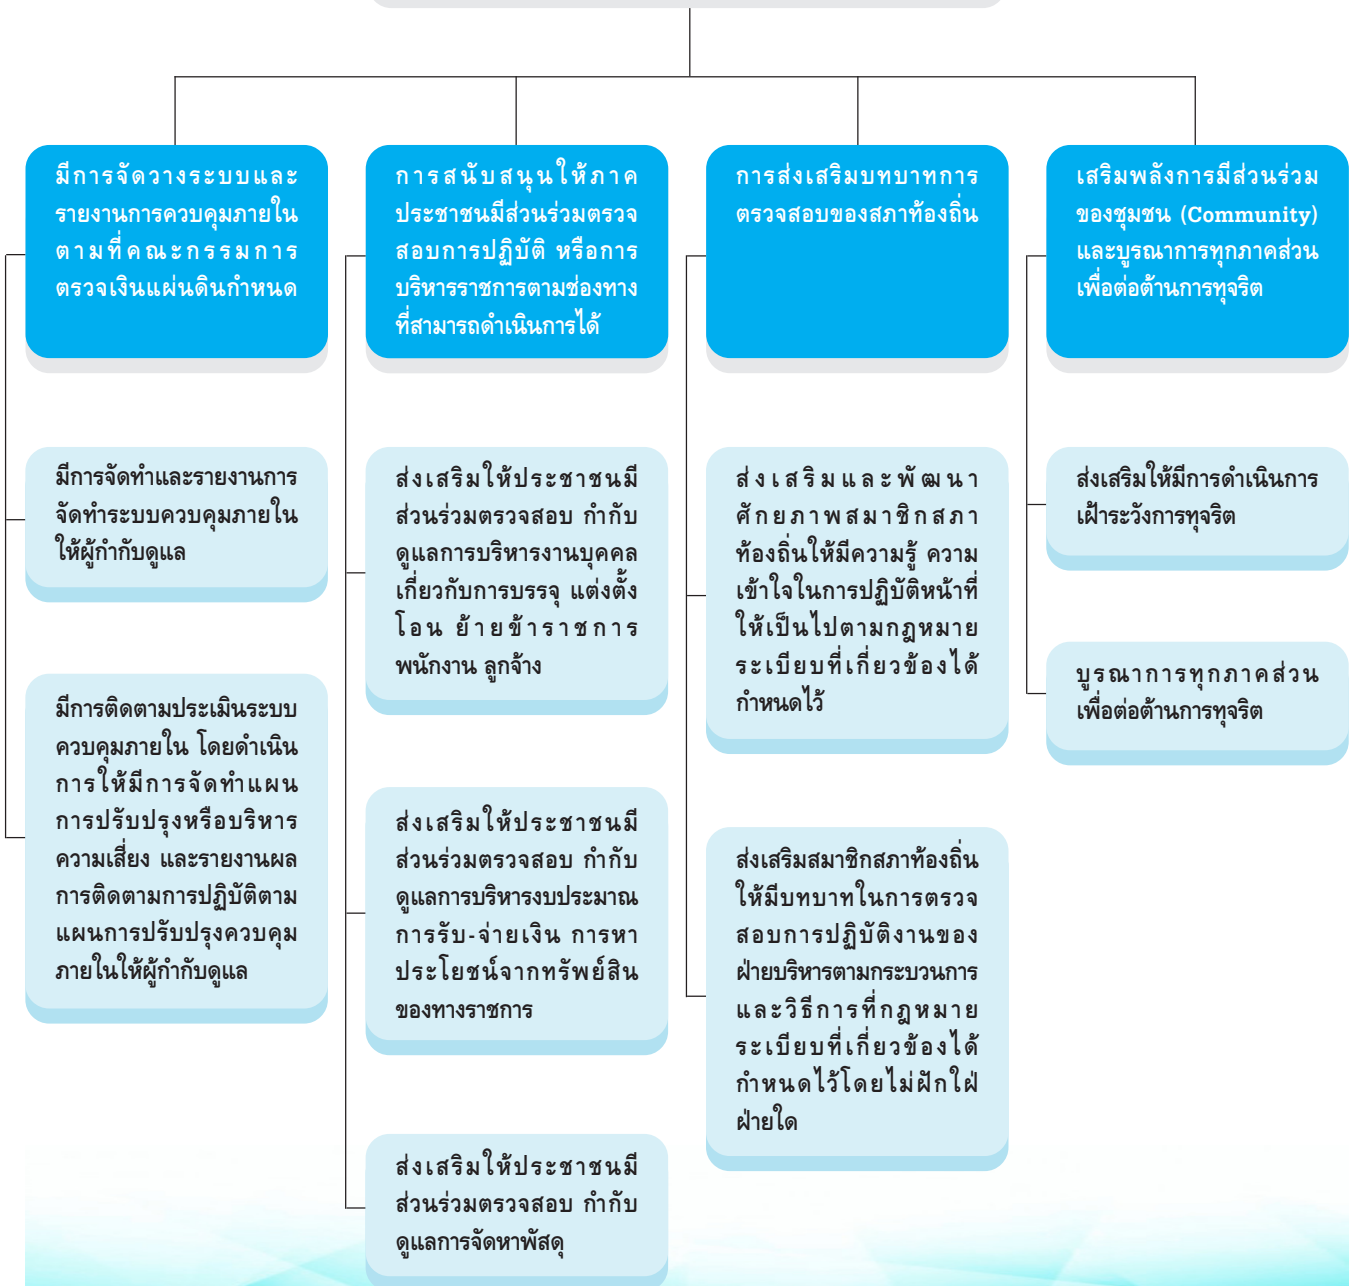 มีการจัดวางระบบและ
รายงานการควบคุมภายใน
ตามที่คณะกรรมการ
ตรวจเงินแผ่นดินกำหนด
มีการจัดทำและรายงานการ
จัดทำระบบควบคุมภายใน
ให้ผู้กำกับดูแล
มีการติดตามประเมินระบบ
ควบคุมภายใน โดยดำเนิน
การให้มีการจัดทำแผน
การปรับปรุงหรือบริหาร
ความเสี่ยง และรายงานผล
การติดตามการปฏิบัติตาม
แผนการปรับปรุงควบคุม
ภายในให้ผู้กำกับดูแล
การสนับสนุนให้ภาค
ประชาชนมีส่วนร่วมตรวจ
สอบการปฏิบัติ หรือการ
บริหารราชการตามช่องทาง
ที่สามารถดำเนินการได้
ส่งเสริมให้ประชาชนมี
ส่วนร่วมตรวจสอบ กำกับ
ดูแลการบริหารงานบุคคล
เกี่ยวกับการบรรจุ แต่งตั้ง
โอน ย้ายข้าราชการ
พนักงาน ลูกจ้าง
ส่งเสริมให้ประชาชนมี
ส่วนร่วมตรวจสอบ กำกับ
ดูแลการบริหารงบประมาณ
การรับ-จ่ายเงิน การหา
ประโยชน์จากทรัพย์สิน
ของทางราชการ
ส่งเสริมให้ประชาชนมี
ส่วนร่วมตรวจสอบ กำกับ
ดูแลการจัดหาพัสดุ
การส่งเสริมบทบาทการ
ตรวจสอบของสภาท้องถิ่น
ส่งเสริมและพัฒนา
ศักยภาพสมาชิกสภา
ท้องถิ่นให้มีความรู้ ความ
เข้าใจในการปฏิบัติหน้าที่
ให้เป็นไปตามกฎหมาย
ระเบียบที่เกี่ยวข้องได้
กำหนดไว้
ส่งเสริมสมาชิกสภาท้องถิ่น
ให้มีบทบาทในการตรวจ
สอบการปฏิบัติงานของ
ฝ่ายบริหารตามกระบวนการ
และวิธีการที่กฎหมาย
ระเบียบที่เกี่ยวข้องได้
กำหนดไว้โดยไม่ฝักใฝ่
ฝ่ายใด
เสริมพลังการมีส่วนร่วม
ของชุมชน (Community)
และบูรณาการทุกภาคส่วน
เพื่อต่อต้านการทุจริต
ส่งเสริมให้มีการดำเนินการ
เฝ้าระวังการทุจริต
บูรณาการทุกภาคส่วน
เพื่อต่อต้านการทุจริต